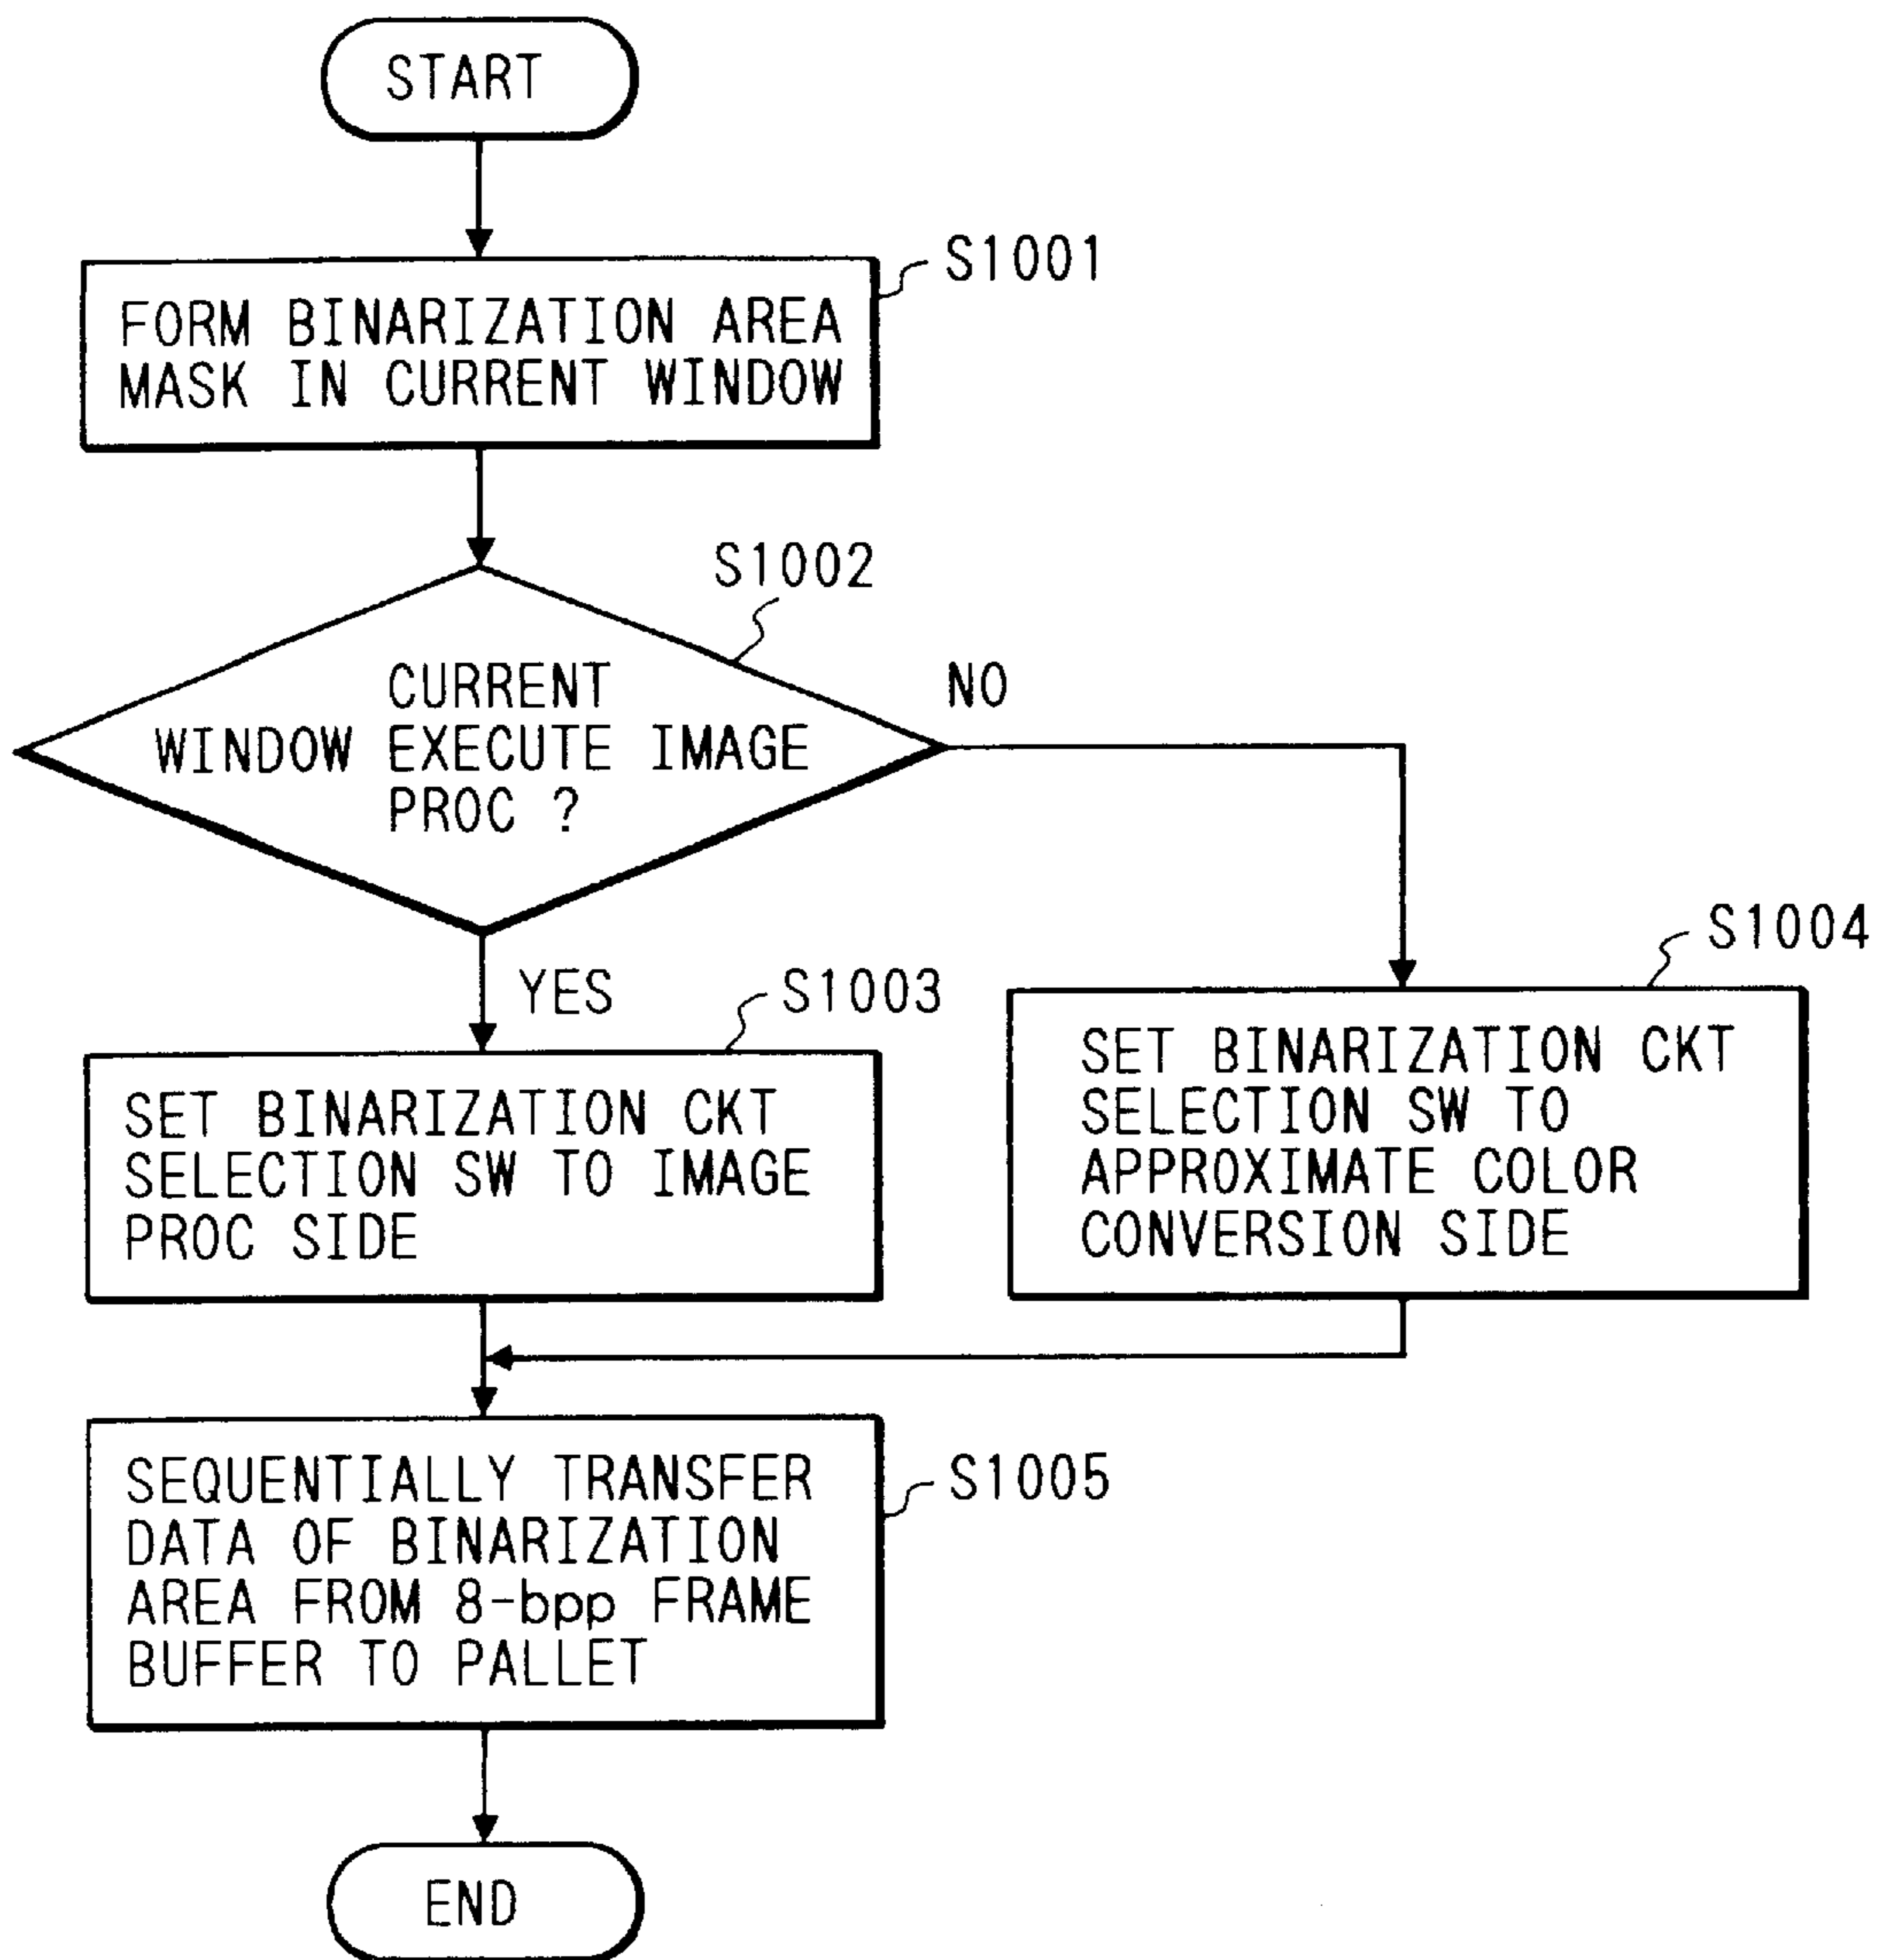 START
S1001
FORM BINARIZATION AREA
MASK IN CURRENT WINDOW
S1002
CURRENT
WINDOW EXECUTE IMAGE
PROC ?
NO
YES
S1003
SET BINARIZATION CKT
SELECTION SW TO IMAGE
PROC SIDE
S1004
SET BINARIZATION CKT
SELECTION SW TO
APPROXIMATE COLOR
CONVERSION SIDE
S1005
SEQUENTIALLY TRANSFER
DATA OF BINARIZATION
AREA FROM 8-bpp FRAME
BUFFER TO PALLET
END